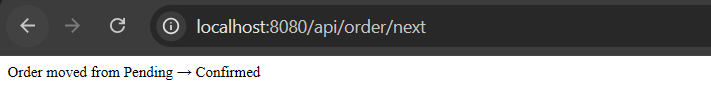 localhost:8080/api/order/next
Order moved from Pending → Confirmed